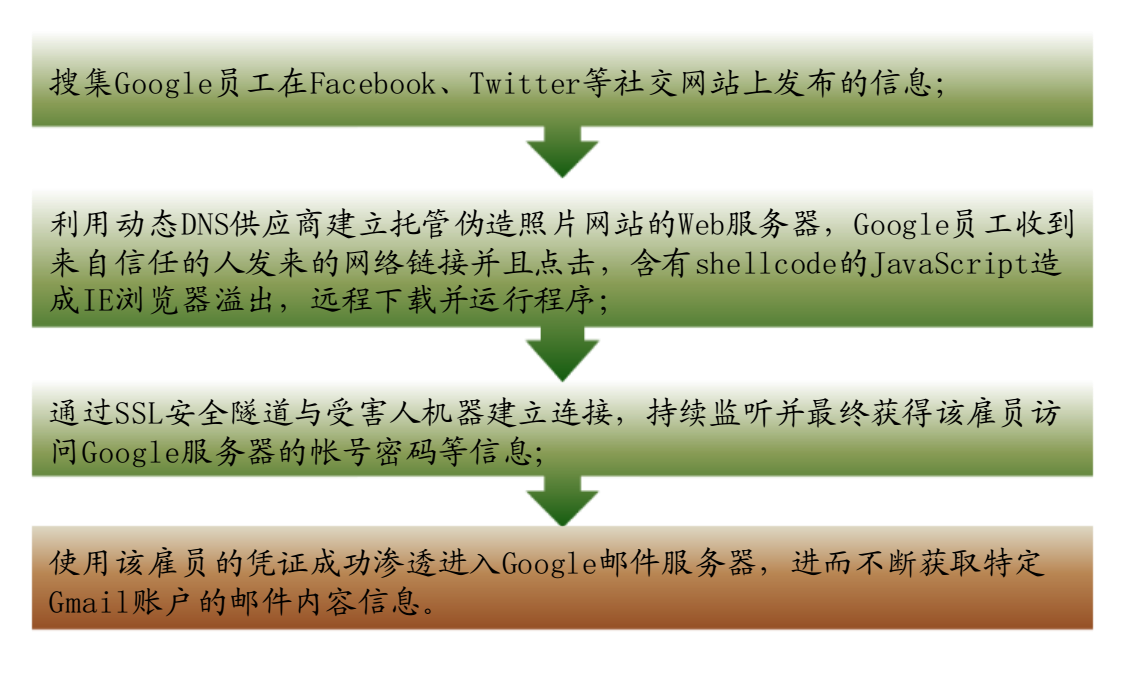 搜集Google员工在Facebook、Twitter等社交网站上发布的信息；
利用动态DNS供应商建立托管伪造照片网站的Web服务器，Google员工收到
来自信任的人发来的网络链接并且点击，含有shellcode的JavaScript造
成IE浏览器溢出，远程下载并运行程序；
通过SSL安全隧道与受害人机器建立连接，持续监听并最终获得该雇员访
问Google服务器的帐号密码等信息；
使用该雇员的凭证成功渗透进入Google邮件服务器，进而不断获取特定
Gmail账户的邮件内容信息。